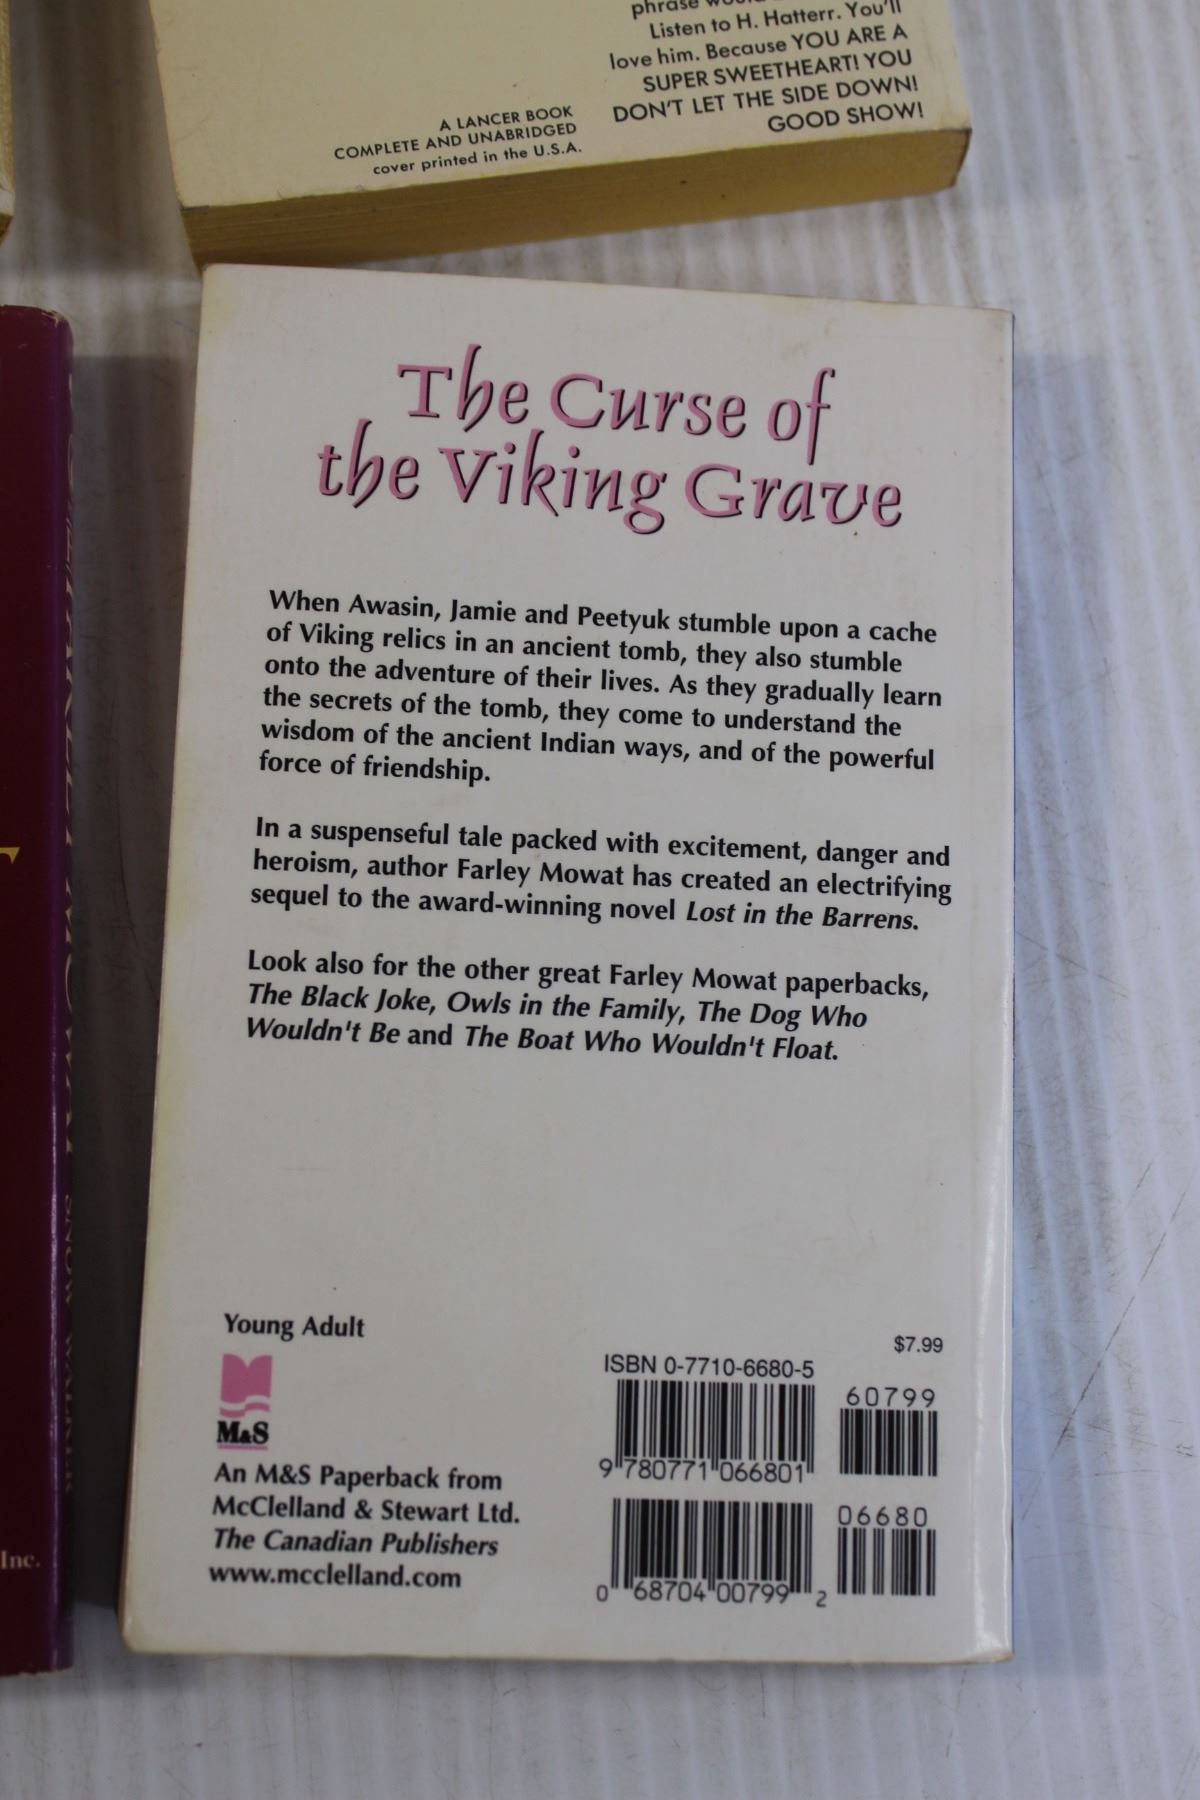 phrase
Listen to H. Hatterr. You'll
love him. Because YOU ARE A
SUPER SWEETHEART! YOU
DON'T LET THE SIDE DOWN!
GOOD SHOW!
A LANCER BOOK
COMPLETE AND UNABRIDGED
cover printed in the U.S.A.
The Curse of
the Viking Grave
When Awasin, Jamie and Peetyuk stumble upon a cache
of Viking relics in an ancient tomb, they also stumble
onto the adventure of their lives. As they gradually learn
the secrets of the tomb, they come to understand the
wisdom of the ancient Indian ways, and of the powerful
force of friendship.
In a suspenseful tale packed with excitement, danger and
heroism, author Farley Mowat has created an electrifying
sequel to the award-winning novel Lost in the Barrens.
Look also for the other great Farley Mowat paperbacks,
The Black Joke, Owls in the Family, The Dog Who
Wouldn't Be and The Boat Who Wouldn't Float.
Young Adult
M&S
An M&S Paperback from
McClelland & Stewart Ltd.
The Canadian Publishers
www.mcclelland.com
$7.99
ISBN 0-7710-6680-5
60799
9 780771 066801
06680
0 68704 00799 2
Inc.